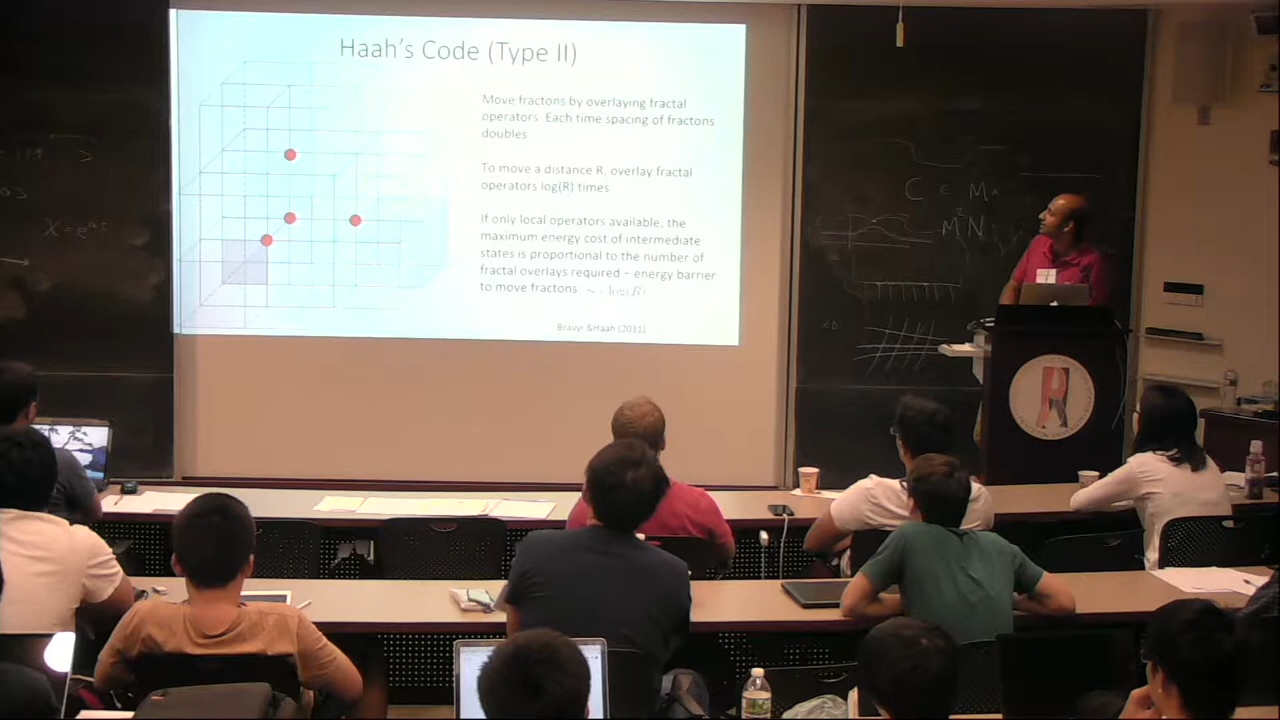 Haah's Code (Type II)
Move fractons by overlaying fractal
operators Each time spacing of fractons
doubles
To move a distance R, overlay fractal
operators log(R) times
If only local operators available, the
maximum energy cost of intermediate
states is proportional to the number of
fractal overlays required – energy barrier
to move fractons ~ log(R)
Bravyi &Haah (2011)
C ∈
M²N
R